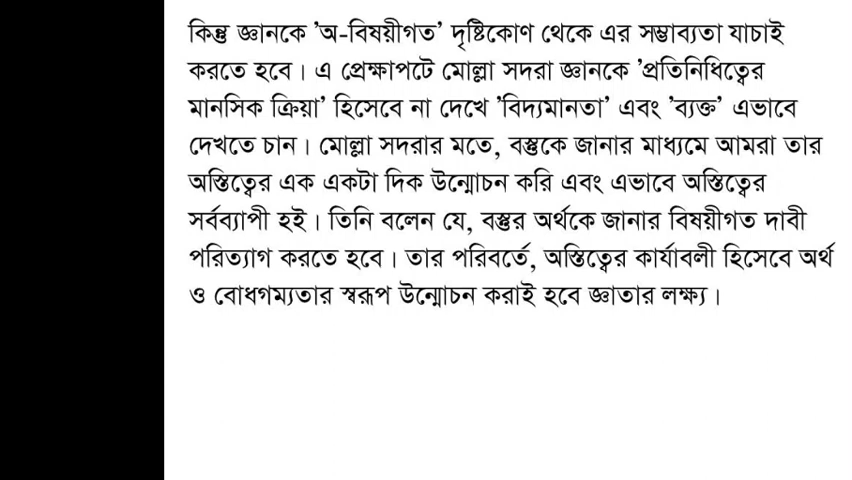 কিন্তু জ্ঞানকে 'অ-বিষয়ীগত' দৃষ্টিকোণ থেকে এর সম্ভাব্যতা যাচাই
করতে হবে। এ প্রেক্ষাপটে মোল্লা সদরা জ্ঞানকে 'প্রতিনিধিত্বের
মানসিক ক্রিয়া' হিসেবে না দেখে 'বিদ্যমানতা' এবং 'ব্যক্ত' এভাবে
দেখতে চান। মোল্লা সদরার মতে, বস্তুকে জানার মাধ্যমে আমরা তার
অস্তিত্বের এক একটা দিক উন্মোচন করি এবং এভাবে অস্তিত্বের
সর্বব্যাপী হই। তিনি বলেন যে, বস্তুর অর্থকে জানার বিষয়ীগত দাবী
পরিত্যাগ করতে হবে। তার পরিবর্তে, অস্তিত্বের কার্যাবলী হিসেবে অর্থ
ও বোধগম্যতার স্বরূপ উন্মোচন করাই হবে জ্ঞাতার লক্ষ্য।